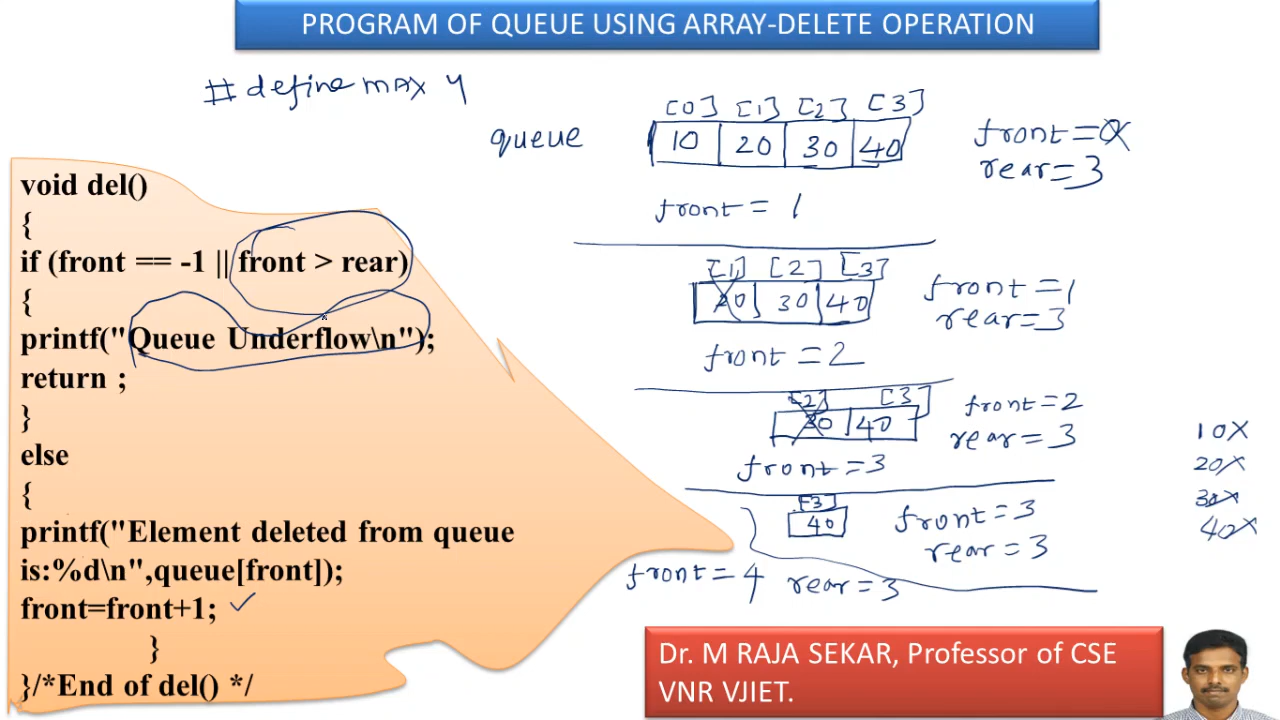 PROGRAM OF QUEUE USING ARRAY-DELETE OPERATION
# define max 4
[0] [1] [2] [3]
queue 10 20 30 40
front = 0
rear = 3
front = 1
void del()
{
if (front == -1 || front > rear)
{
printf("Queue Underflow\n");
return ;
}
else
{
printf("Element deleted from queue
is:%d\n",queue[front]);
front=front+1;
}
}/*End of del() */
[1] [2] [3]
20 30 40
front = 1
rear = 3
front = 2
[2] [3]
30 40
front = 2
rear = 3
front = 3
[3]
40
front = 3
rear = 3
front = 4 rear = 3
10X
20X
30X
40X
Dr. M RAJA SEKAR, Professor of CSE
VNR VJIET.